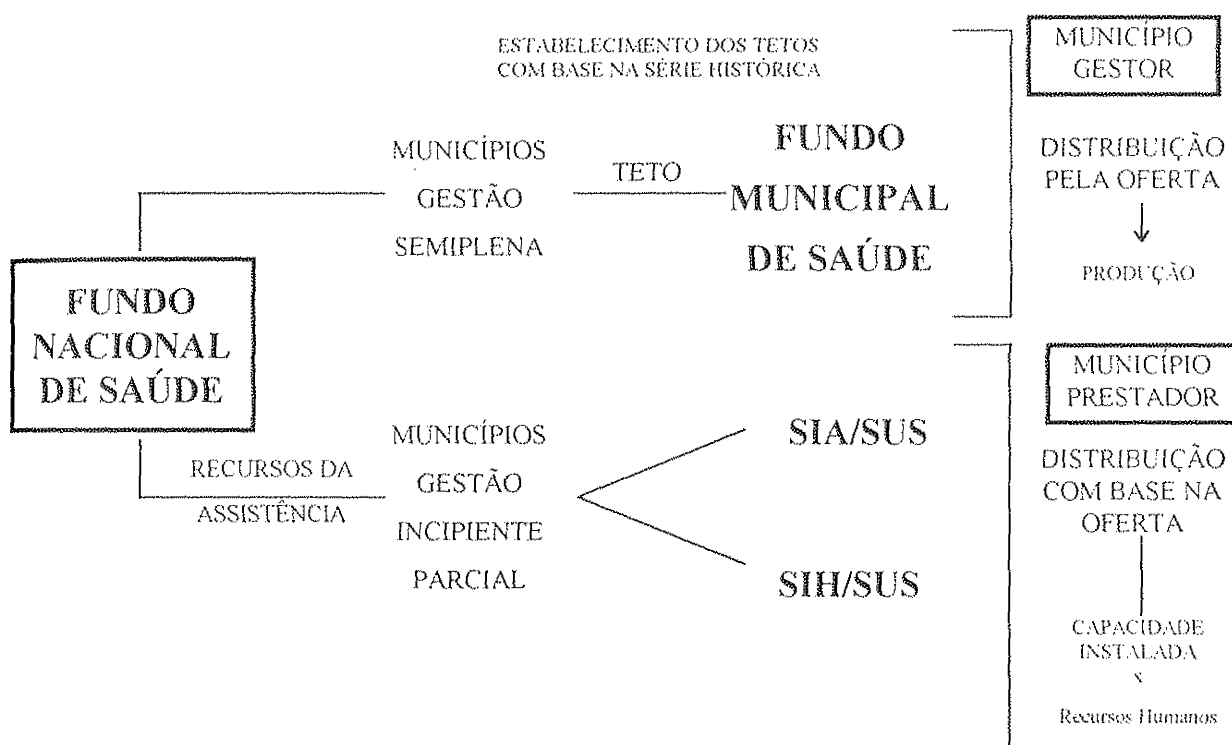 ESTABELECIMENTO DOS TETOS
COM BASE NA SÉRIE HISTÓRICA
MUNICÍPIO
GESTOR
MUNICÍPIOS
GESTÃO
SEMIPLENA
TETO
FUNDO
MUNICIPAL
DE SAÚDE
DISTRIBUIÇÃO
PELA OFERTA
PRODUÇÃO
FUNDO
NACIONAL
DE SAÚDE
RECURSOS DA
ASSISTÊNCIA
MUNICÍPIOS
GESTÃO
INCIPIENTE
PARCIAL
SIA/SUS
SIH/SUS
MUNICÍPIO
PRESTADOR
DISTRIBUIÇÃO
COM BASE NA
OFERTA
CAPACIDADE
INSTALADA
x
Recursos Humanos